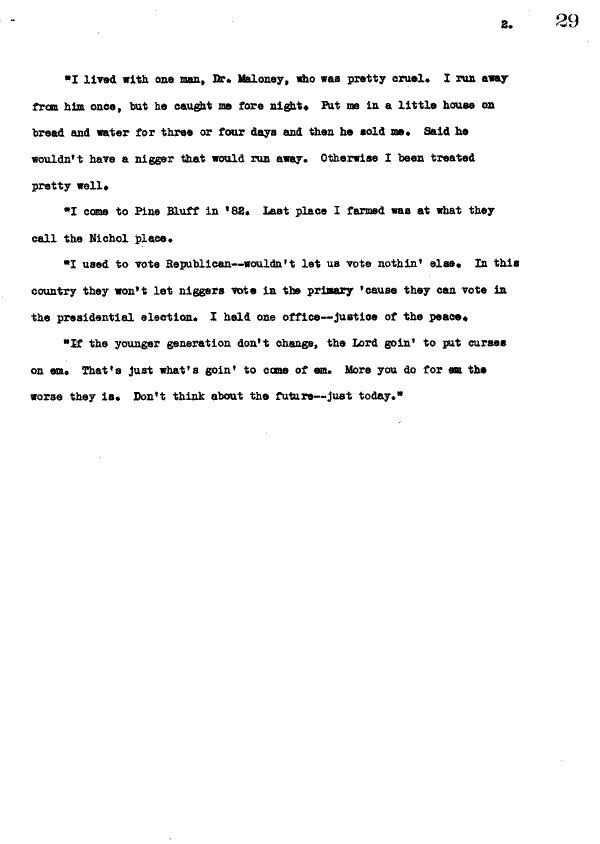 2. 29
"I lived with one man, Dr. Maloney, who was pretty cruel. I run away
from him once, but he caught me fore night. Put me in a little house on
bread and water for three or four days and then he sold me. Said he
wouldn't have a nigger that would run away. Otherwise I been treated
pretty well.
"I come to Pine Bluff in '82. Last place I farmed was at what they
call the Nichol place.
"I used to vote Republican--wouldn't let us vote nothin' else. In this
country they won't let niggers vote in the primary 'cause they can vote in
the presidential election. I held one office--justice of the peace.
"If the younger generation don't change, the Lord goin' to put curses
on em. That's just what's goin' to come of em. More you do for em the
worse they is. Don't think about the future--just today."